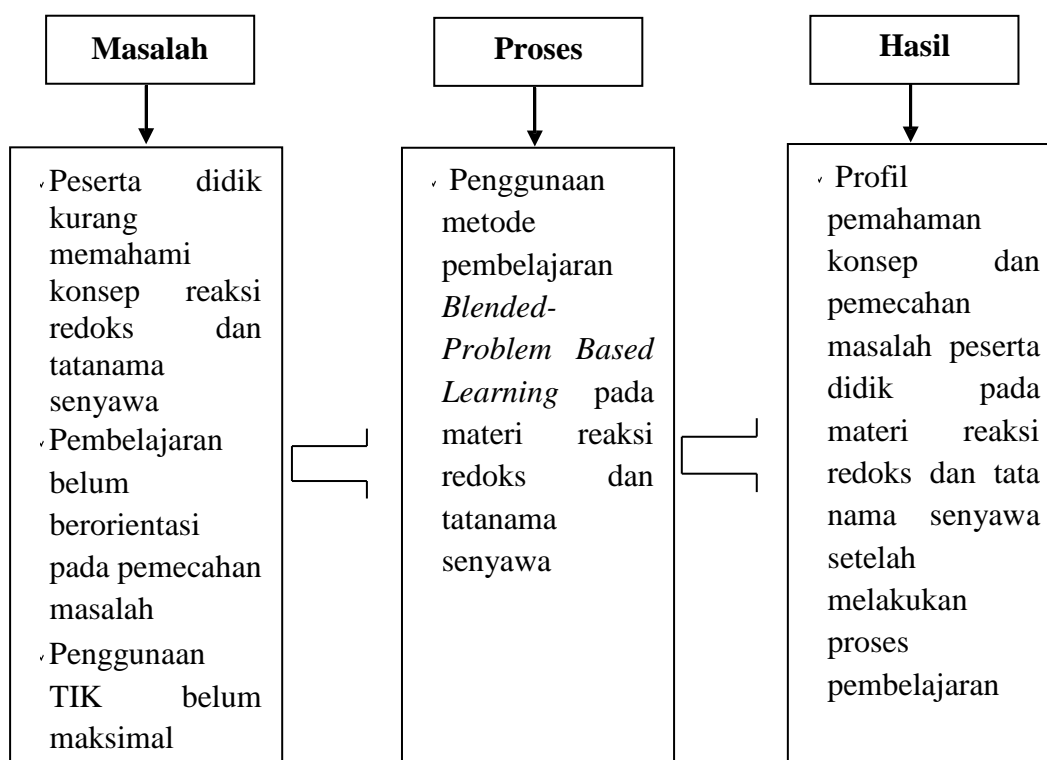 Masalah
Peserta didik
kurang
memahami
konsep reaksi
redoks dan
tatanama
senyawa
Pembelajaran
belum
berorientasi
pada pemecahan
masalah
Penggunaan
TIK belum
maksimal
Proses
Penggunaan
metode
pembelajaran
Blended-
Problem Based
Learning pada
materi reaksi
redoks dan
tatanama
senyawa
Hasil
Profil
pemahaman
konsep dan
pemecahan
masalah peserta
didik pada
materi reaksi
redoks dan tata
nama senyawa
setelah
melakukan
proses
pembelajaran